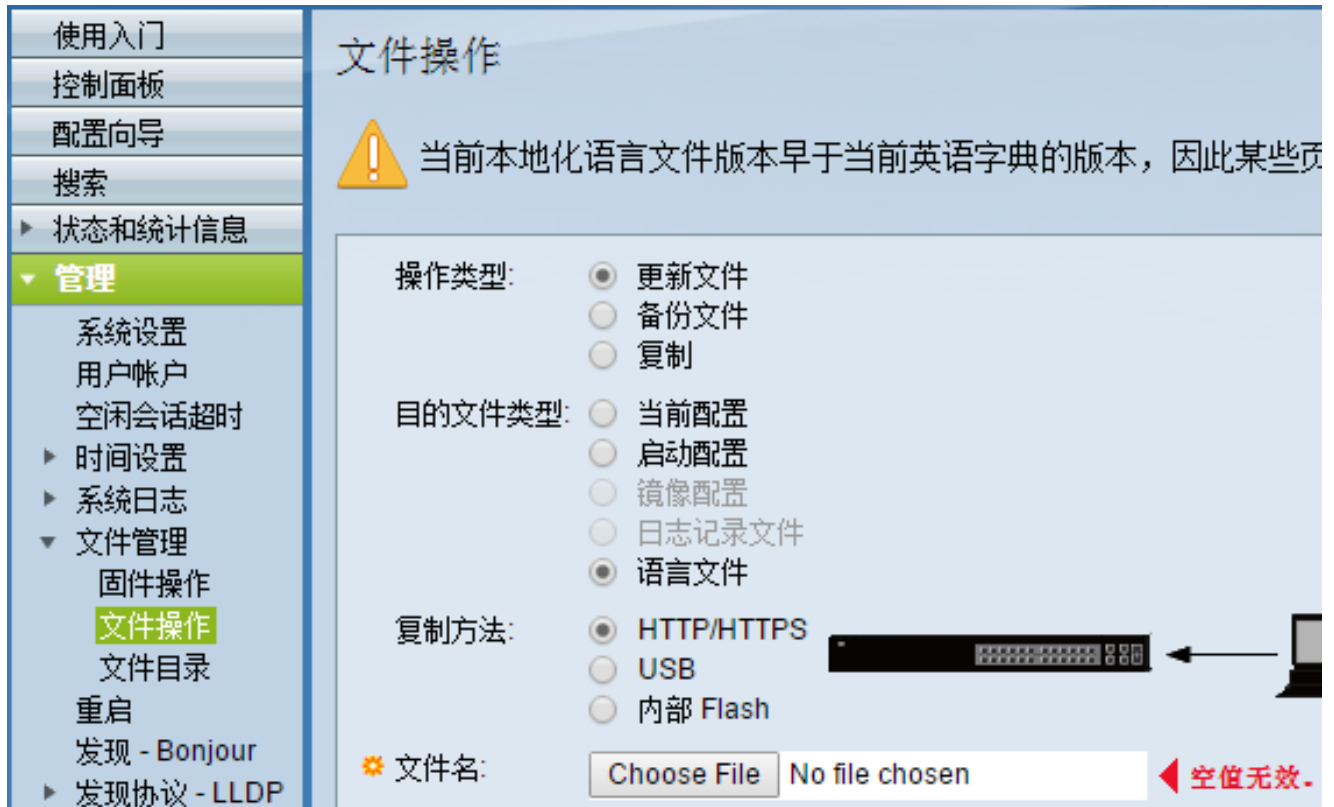 使用入门
控制面板
配置向导
搜索
状态和统计信息
管理
系统设置
用户帐户
空闲会话超时
时间设置
系统日志
文件管理
固件操作
文件操作
文件目录
重启
发现 - Bonjour
发现协议 - LLDP
文件操作
当前本地化语言文件版本早于当前英语字典的版本，因此某些页
操作类型: 更新文件
备份文件
复制
目的文件类型: 当前配置
启动配置
镜像配置
日志记录文件
语言文件
复制方法: HTTP/HTTPS
USB
内部 Flash
文件名: Choose File No file chosen 空值无效.